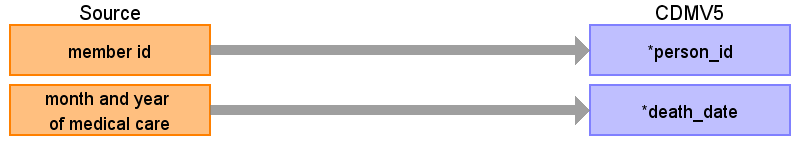 Source
CDMV5
member id
*person_id
month and year
of medical care
*death_date